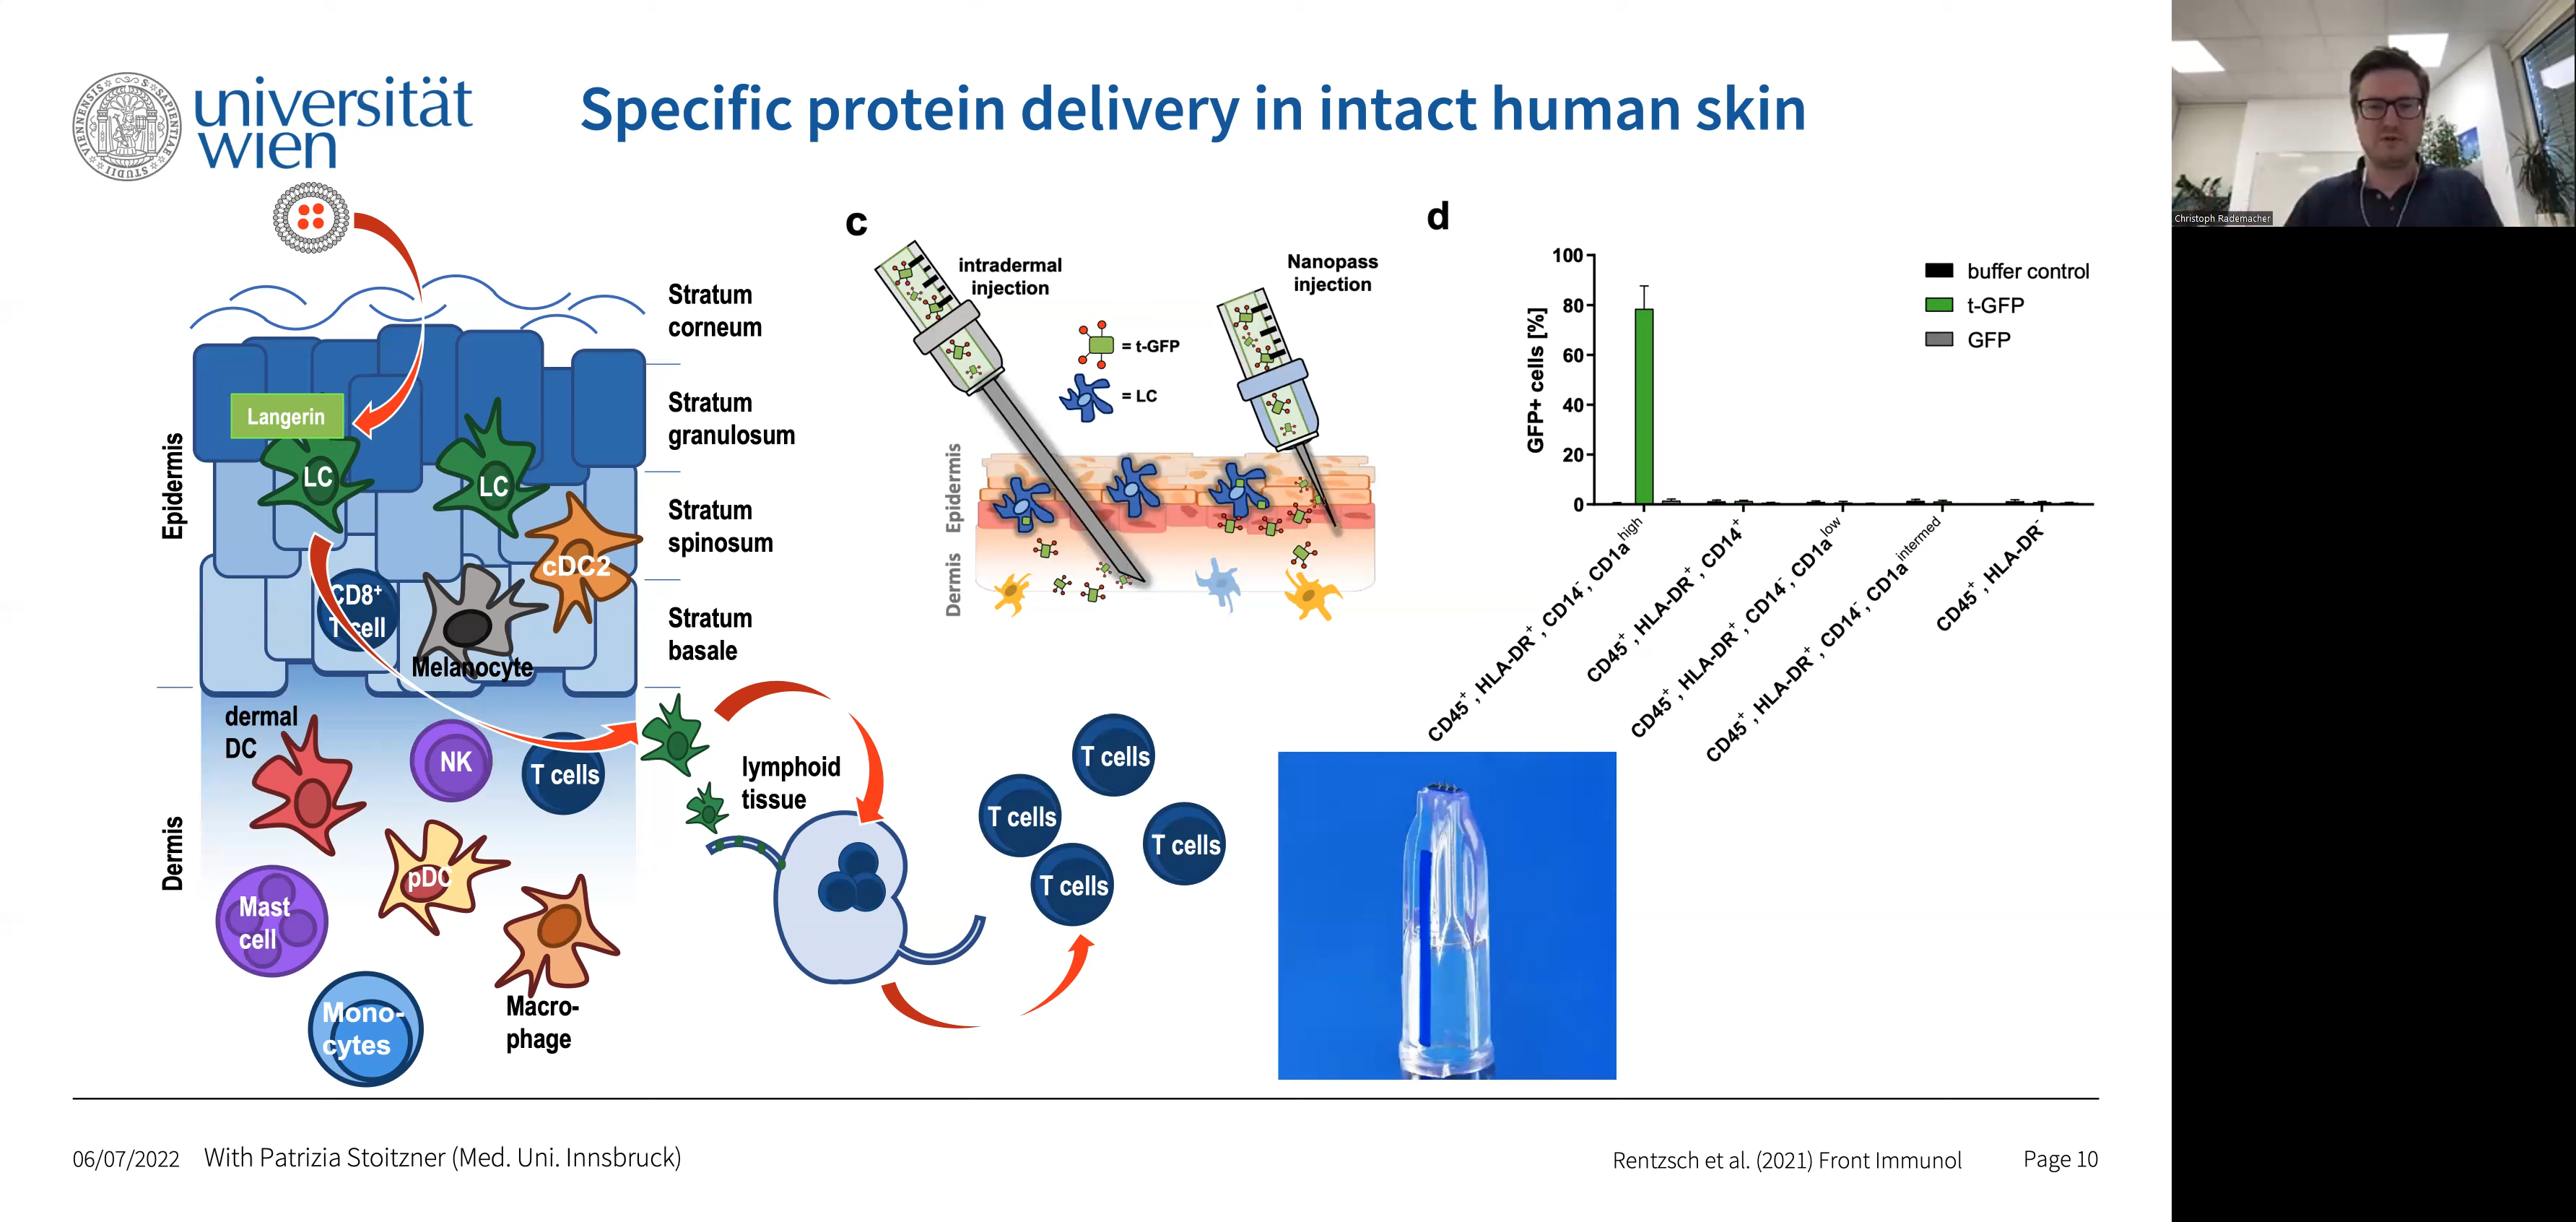 universität
wien
Specific protein delivery in intact human skin
Christoph Rademacher
Epidermis
Dermis
Stratum
corneum
Stratum
granulosum
Stratum
spinosum
Stratum
basale
Langerin
LC
LC
cDC2
CD8+
T cell
Melanocyte
dermal
DC
NK
T cells
pDC
Mast
cell
Macro-
phage
Mono-
cytes
lymphoid
tissue
T cells
T cells
T cells
T cells
c
intradermal
injection
Nanopass
injection
= t-GFP
= LC
Epidermis
Dermis
d
GFP+ cells [%]
100
80
60
40
20
0
buffer control
t-GFP
GFP
CD45+, HLA-DR+, CD14-, CD1a high
CD45+, HLA-DR+, CD14+
CD45+, HLA-DR+, CD14-, CD1a low
CD45+, HLA-DR+, CD14-, CD1a intermed
CD45+, HLA-DR-
06/07/2022 With Patrizia Stoitzner (Med. Uni. Innsbruck)
Rentzsch et al. (2021) Front Immunol
Page 10